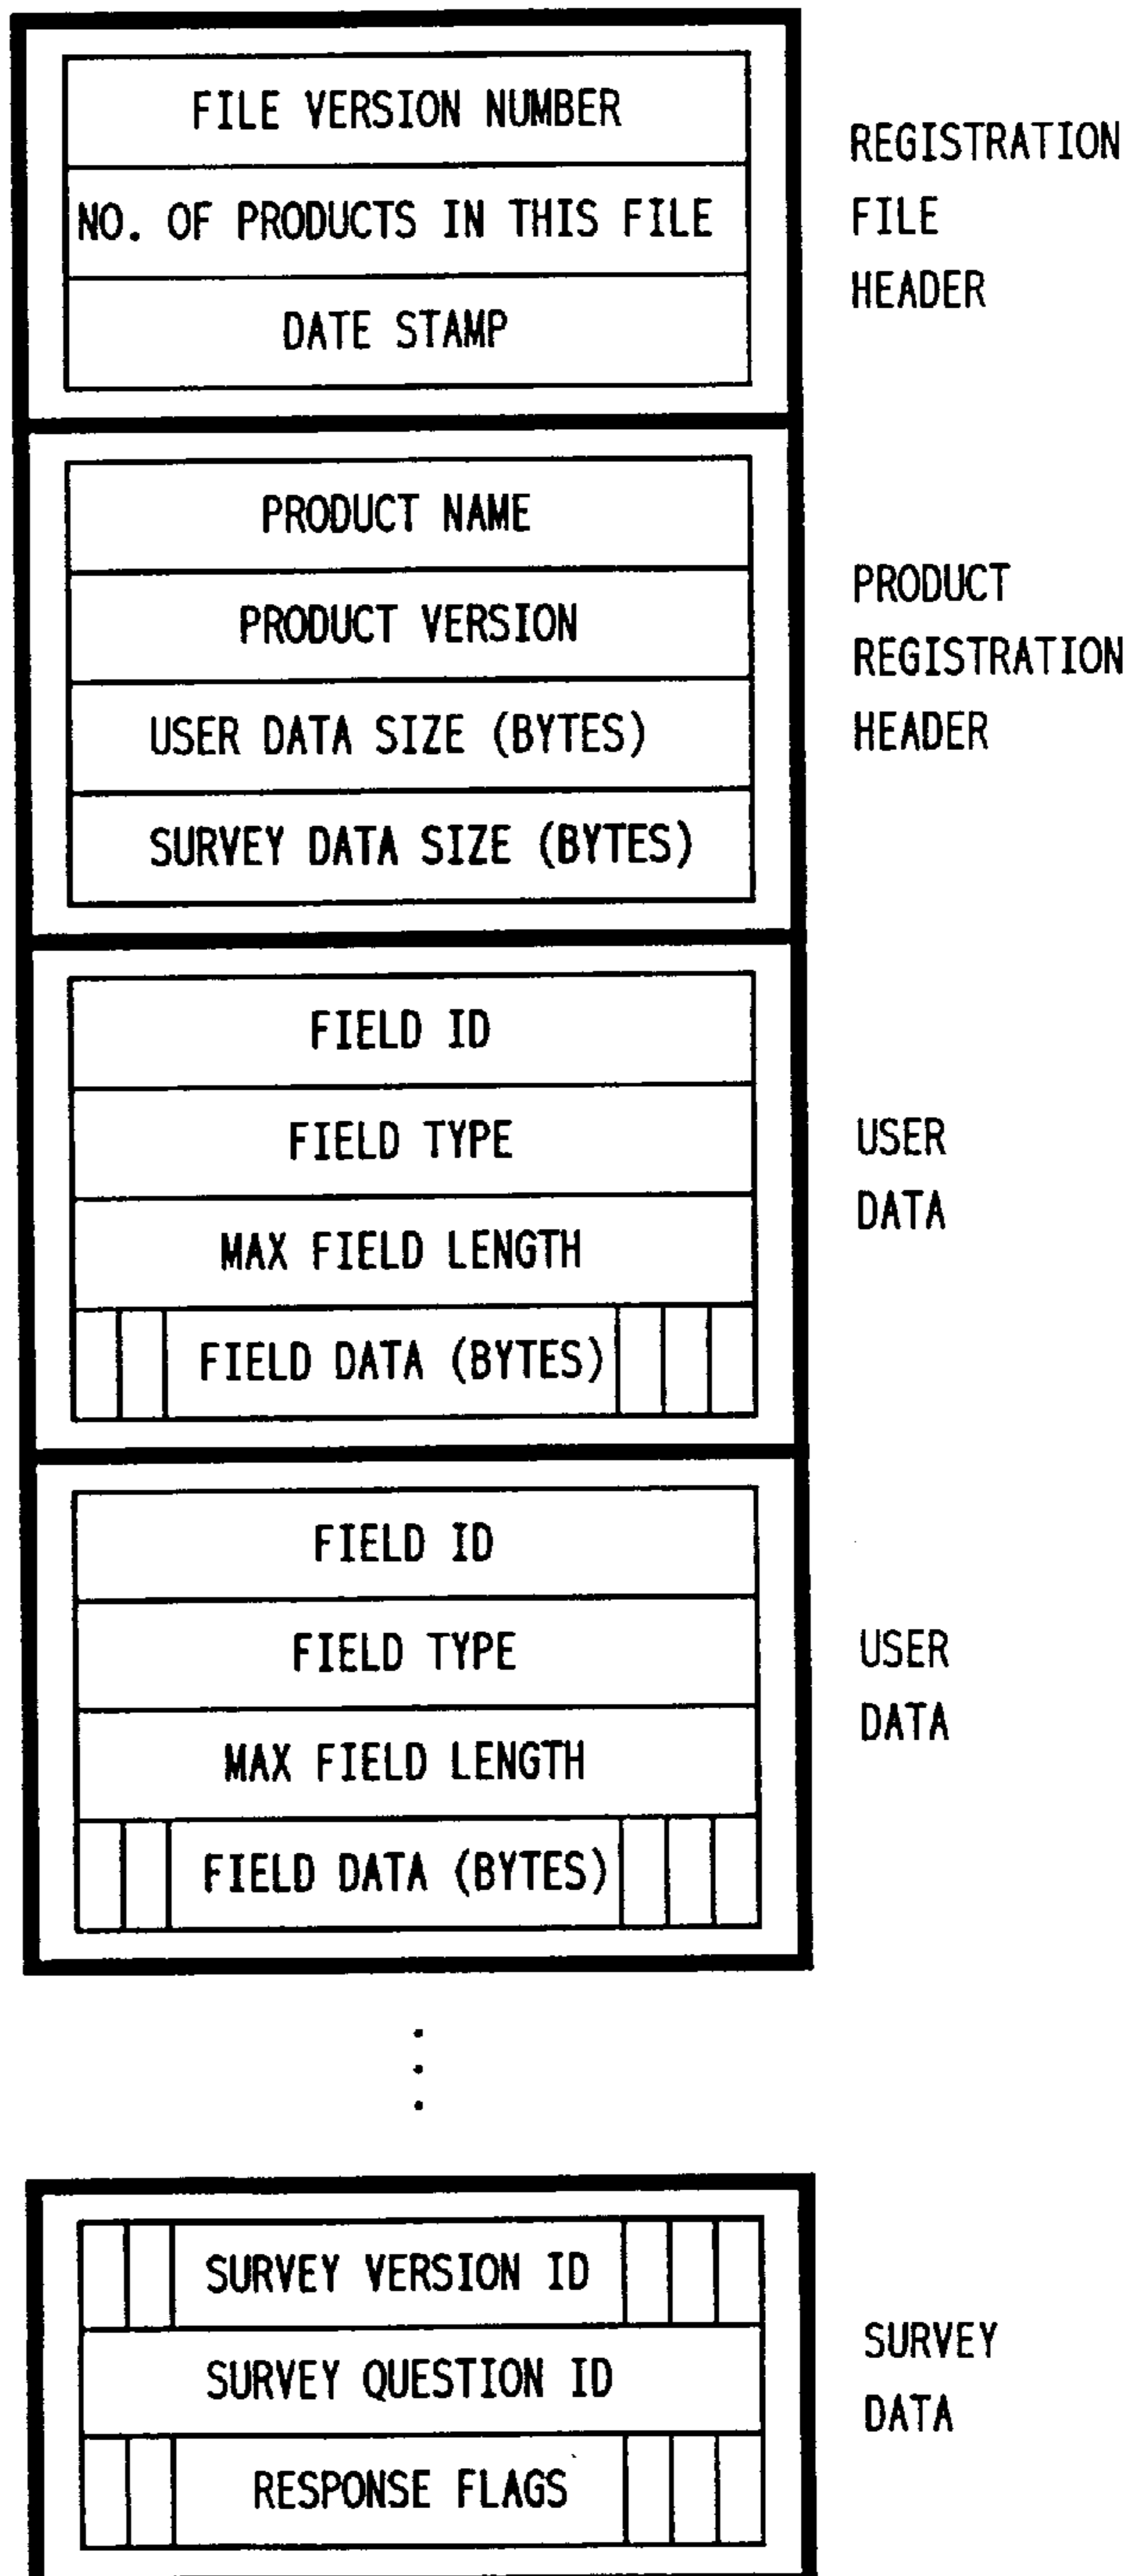 FILE VERSION NUMBER
NO. OF PRODUCTS IN THIS FILE
DATE STAMP
REGISTRATION
FILE
HEADER
PRODUCT NAME
PRODUCT VERSION
USER DATA SIZE (BYTES)
SURVEY DATA SIZE (BYTES)
PRODUCT
REGISTRATION
HEADER
FIELD ID
FIELD TYPE
MAX FIELD LENGTH
FIELD DATA (BYTES)
USER
DATA
FIELD ID
FIELD TYPE
MAX FIELD LENGTH
FIELD DATA (BYTES)
USER
DATA
SURVEY VERSION ID
SURVEY QUESTION ID
RESPONSE FLAGS
SURVEY
DATA